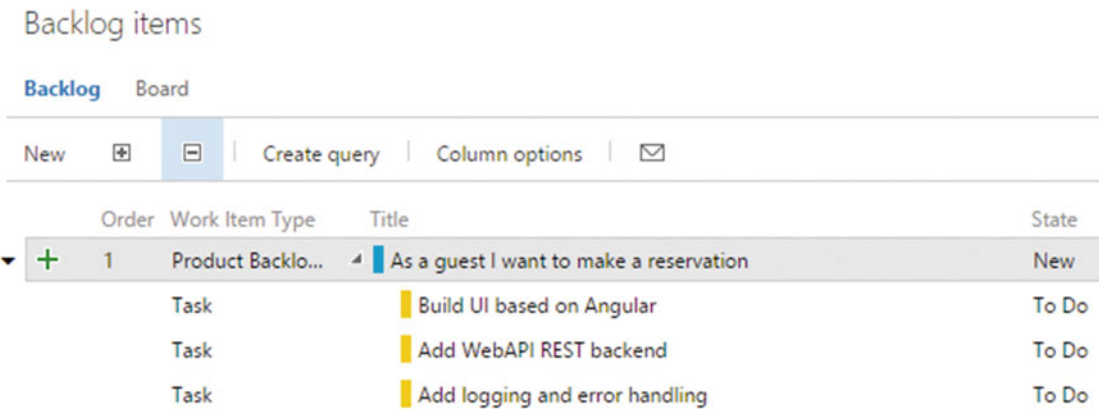 Backlog items
Backlog Board
New Create query Column options
Order Work Item Type Title State
1 Product Backlo... As a guest I want to make a reservation New
Task Build UI based on Angular To Do
Task Add WebAPI REST backend To Do
Task Add logging and error handling To Do